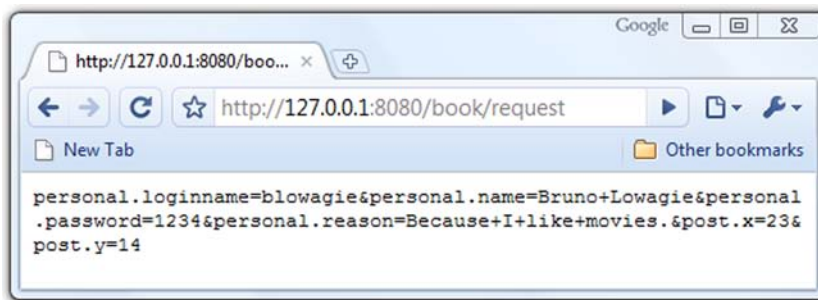 Google
http://127.0.0.1:8080/boo...
http://127.0.0.1:8080/book/request
New Tab
Other bookmarks
personal.loginname=blowagie&personal.name=Bruno+Lowagie&personal
.password=1234&personal.reason=Because+I+like+movies.&post.x=23&
post.y=14